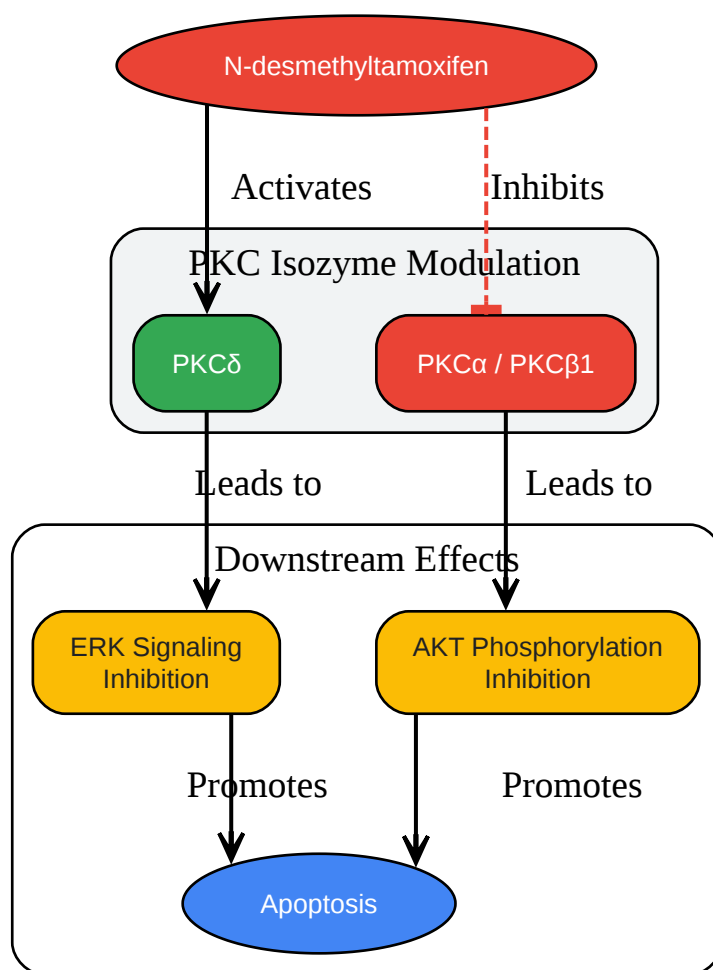 N-desmethyltamoxifen
Activates
Inhibits
PKC Isozyme Modulation
PKCδ
PKCα / PKCβ1
Leads to
Leads to
Downstream Effects
ERK Signaling
Inhibition
AKT Phosphorylation
Inhibition
Promotes
Promotes
Apoptosis